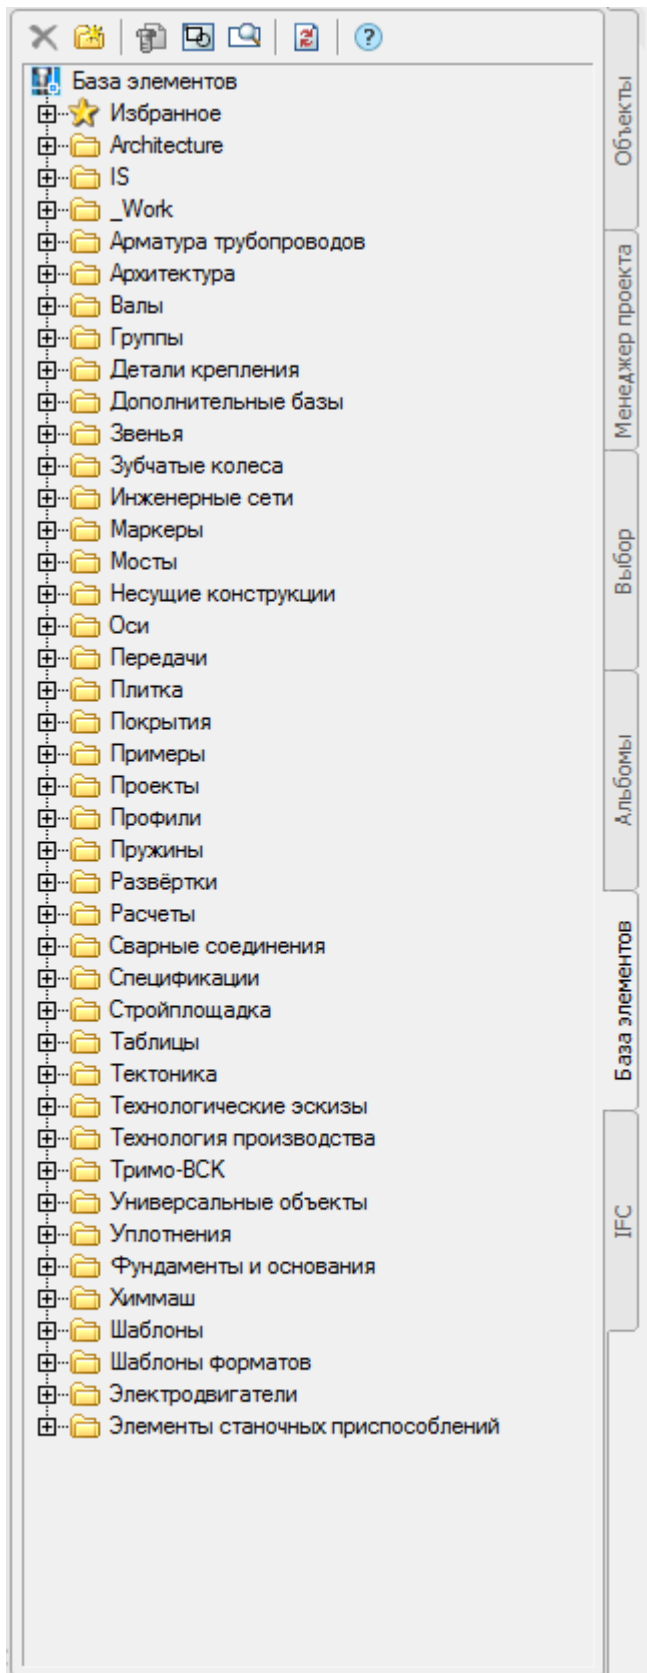 База элементов
Избранное
Architecture
IS
_Work
Арматура трубопроводов
Архитектура
Валы
Группы
Детали крепления
Дополнительные базы
Звенья
Зубчатые колеса
Инженерные сети
Маркеры
Мосты
Несущие конструкции
Оси
Передачи
Плитка
Покрытия
Примеры
Проекты
Профили
Пружины
Развёртки
Расчеты
Сварные соединения
Спецификации
Стройплощадка
Таблицы
Тектоника
Технологические эскизы
Технология производства
Тримо-ВСК
Универсальные объекты
Уплотнения
Фундаменты и основания
Химмаш
Шаблоны
Шаблоны форматов
Электродвигатели
Элементы станочных приспособлений
Объекты
Менеджер проекта
Выбор
Альбомы
База элементов
IFC